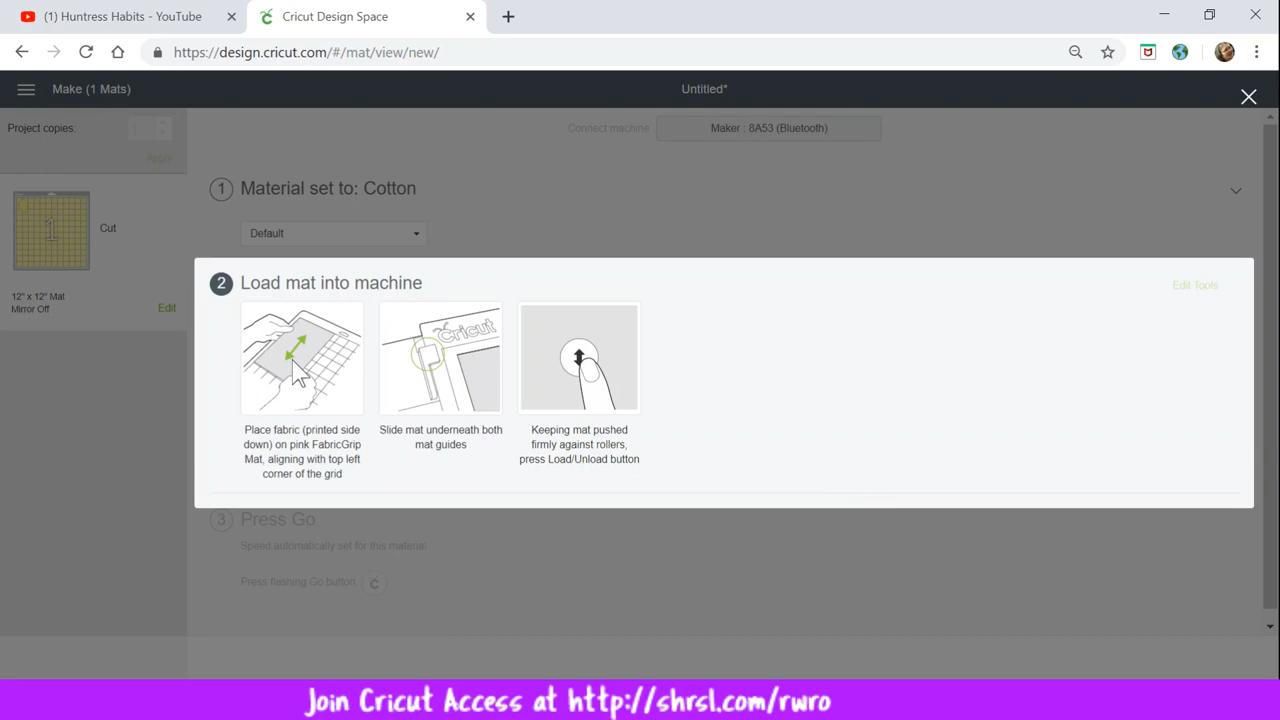 (1) Huntress Habits - YouTube
Cricut Design Space
https://design.cricut.com/#/mat/view/new/
Make (1 Mats)
Untitled*
Project copies:
Connect machine
Maker : 8A53 (Bluetooth)
Apply
1 Material set to: Cotton
1
Cut
Default
12" x 12" Mat
Mirror Off
Edit
2 Load mat into machine
Edit Tools
Cricut
Place fabric (printed side
down) on pink FabricGrip
Mat, aligning with top left
corner of the grid
Slide mat underneath both
mat guides
Keeping mat pushed
firmly against rollers,
press Load/Unload button
3 Press Go
Speed automatically set for this material
Press flashing Go button
Join Cricut Access at http://shrsl.com/rwro